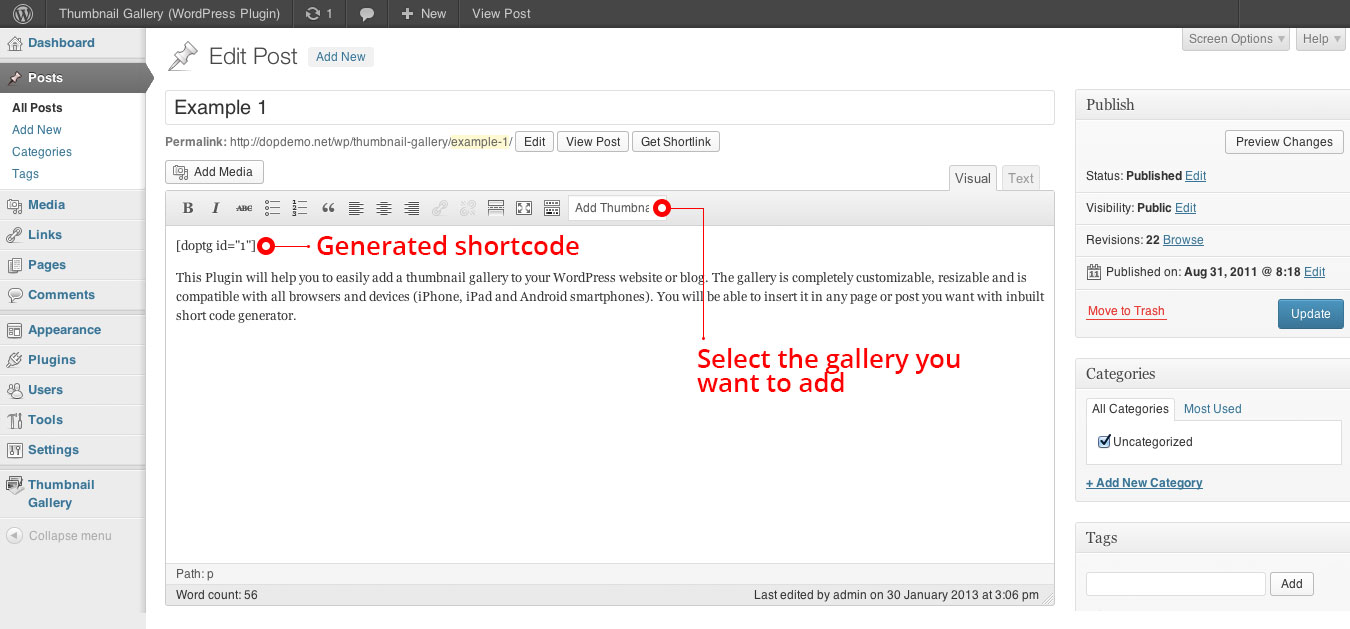 Thumbnail Gallery (WordPress Plugin) 1 New View Post
Screen Options Help
Dashboard
Posts
All Posts
Add New
Categories
Tags
Media
Links
Pages
Comments
Appearance
Plugins
Users
Tools
Settings
Thumbnail
Gallery
Collapse menu
Edit Post Add New
Example 1
Permalink: http://dopdemo.net/wp/thumbnail-gallery/example-1/ Edit View Post Get Shortlink
Add Media
Visual Text
B I ABC Add Thumbna
[doptg id="1"] Generated shortcode
This Plugin will help you to easily add a thumbnail gallery to your WordPress website or blog. The gallery is completely customizable, resizable and is
compatible with all browsers and devices (iPhone, iPad and Android smartphones). You will be able to insert it in any page or post you want with inbuilt
short code generator.
Select the gallery you
want to add
Path: p
Word count: 56 Last edited by admin on 30 January 2013 at 3:06 pm
Publish
Preview Changes
Status: Published Edit
Visibility: Public Edit
Revisions: 22 Browse
Published on: Aug 31, 2011 @ 8:18 Edit
Move to Trash Update
Categories
All Categories Most Used
Uncategorized
+ Add New Category
Tags
Add